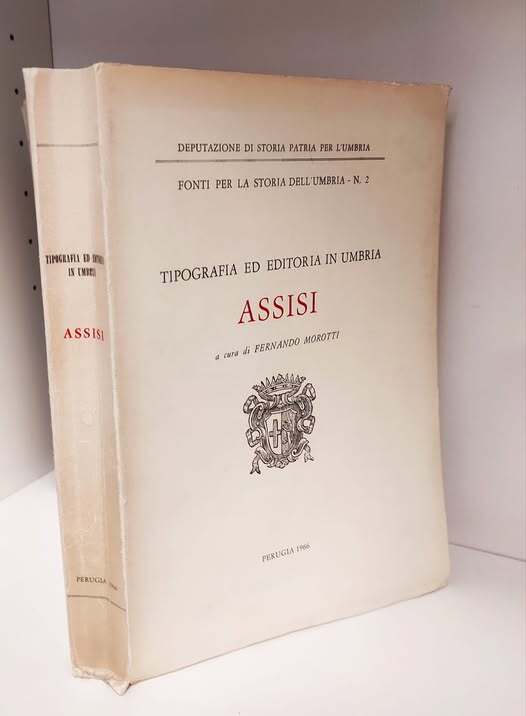 TIPOGRAFIA ED EDITORIA
IN UMBRIA
ASSISI
PERUGIA 1966
DEPUTAZIONE DI STORIA PATRIA PER L'UMBRIA
FONTI PER LA STORIA DELL'UMBRIA - N. 2
TIPOGRAFIA ED EDITORIA IN UMBRIA
ASSISI
a cura di FERNANDO MOROTTI
PERUGIA 1966